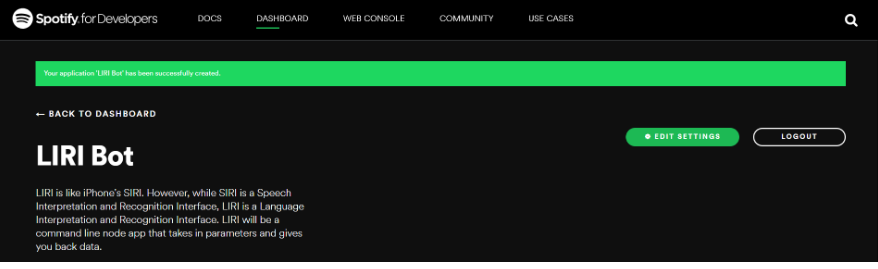 Spotify for Developers
DOCS
DASHBOARD
WEB CONSOLE
COMMUNITY
USE CASES
Your application 'LIRI Bot' has been successfully created.
← BACK TO DASHBOARD
EDIT SETTINGS
LOGOUT
LIRI Bot
LIRI is like iPhone's SIRI. However, while SIRI is a Speech
Interpretation and Recognition Interface, LIRI is a Language
Interpretation and Recognition Interface. LIRI will be a
command line node app that takes in parameters and gives
you back data.